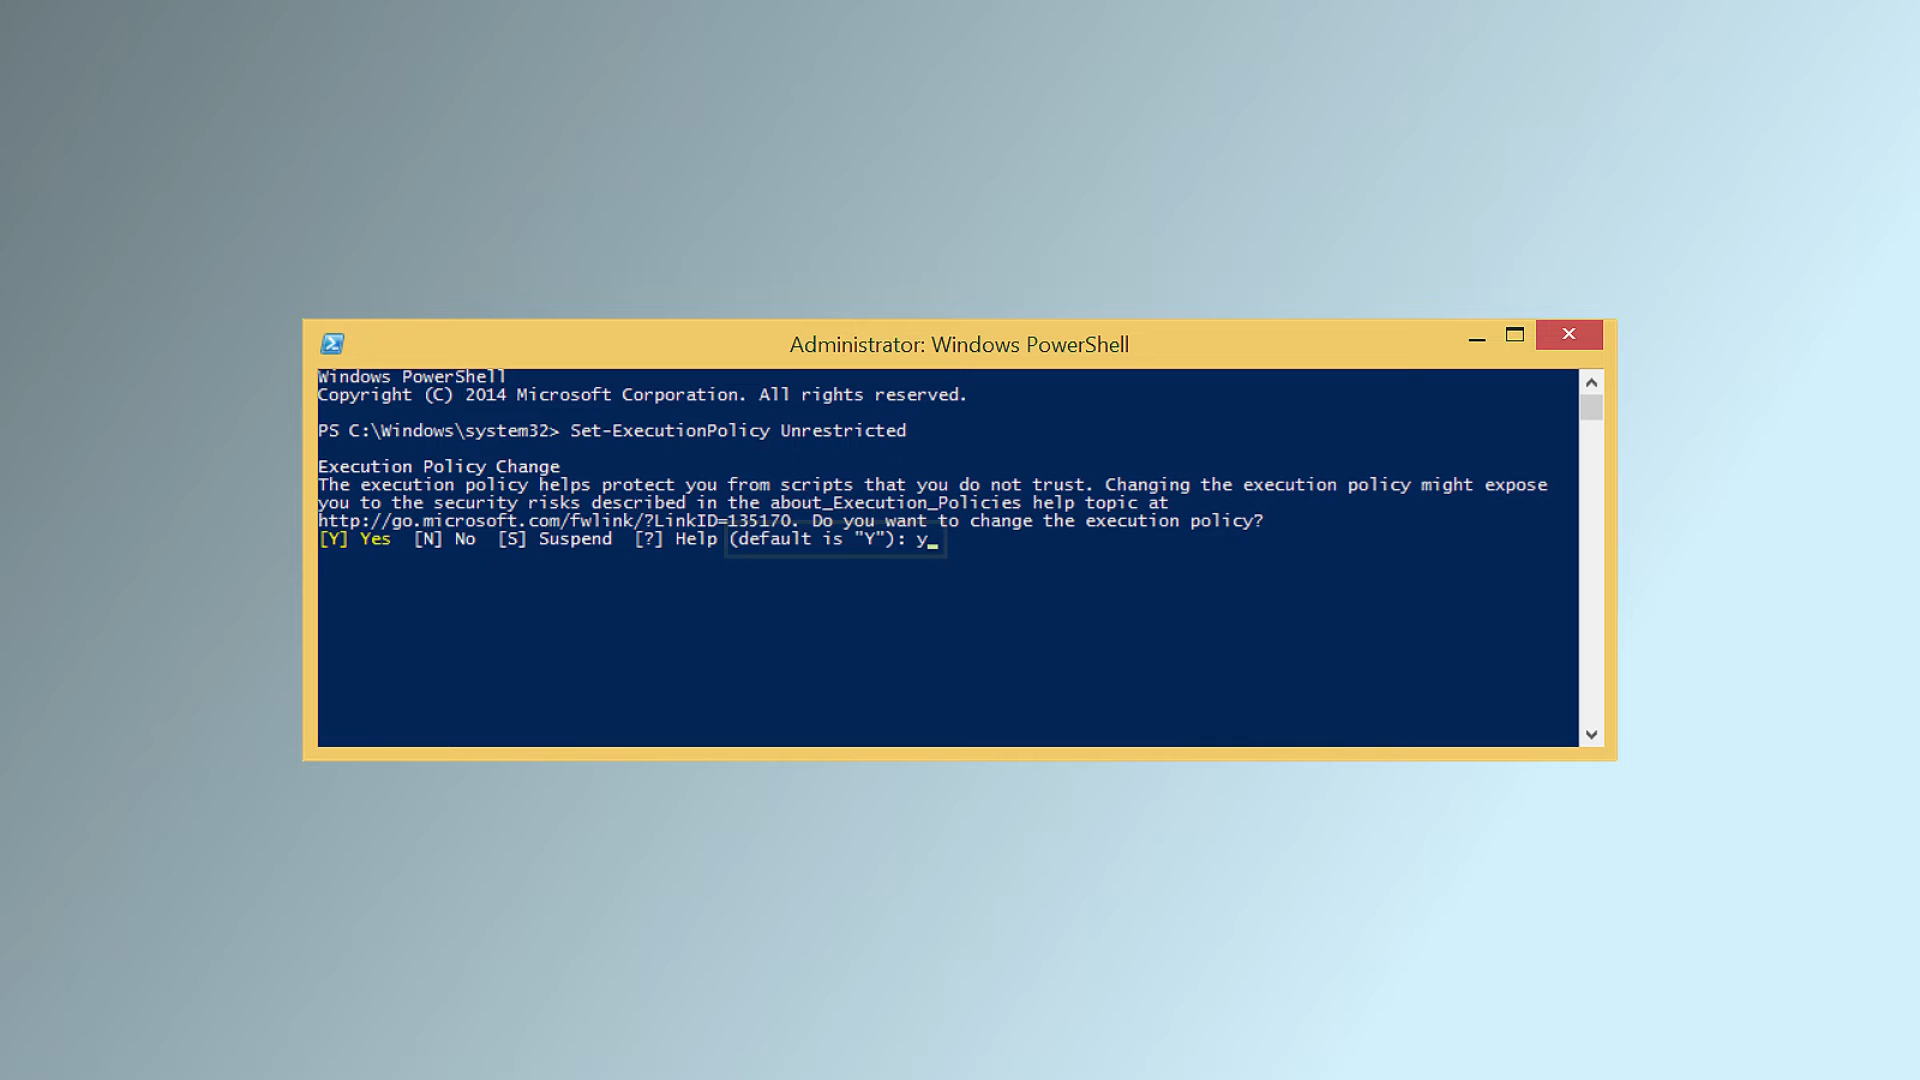 Administrator: Windows PowerShell
Windows PowerShell
Copyright (C) 2014 Microsoft Corporation. All rights reserved.
PS C:\Windows\system32> Set-ExecutionPolicy Unrestricted
Execution Policy Change
The execution policy helps protect you from scripts that you do not trust. Changing the execution policy might expose
you to the security risks described in the about_Execution_Policies help topic at
http://go.microsoft.com/fwlink/?LinkID=135170. Do you want to change the execution policy?
[Y] Yes  [N] No  [S] Suspend  [?] Help (default is "Y"): y